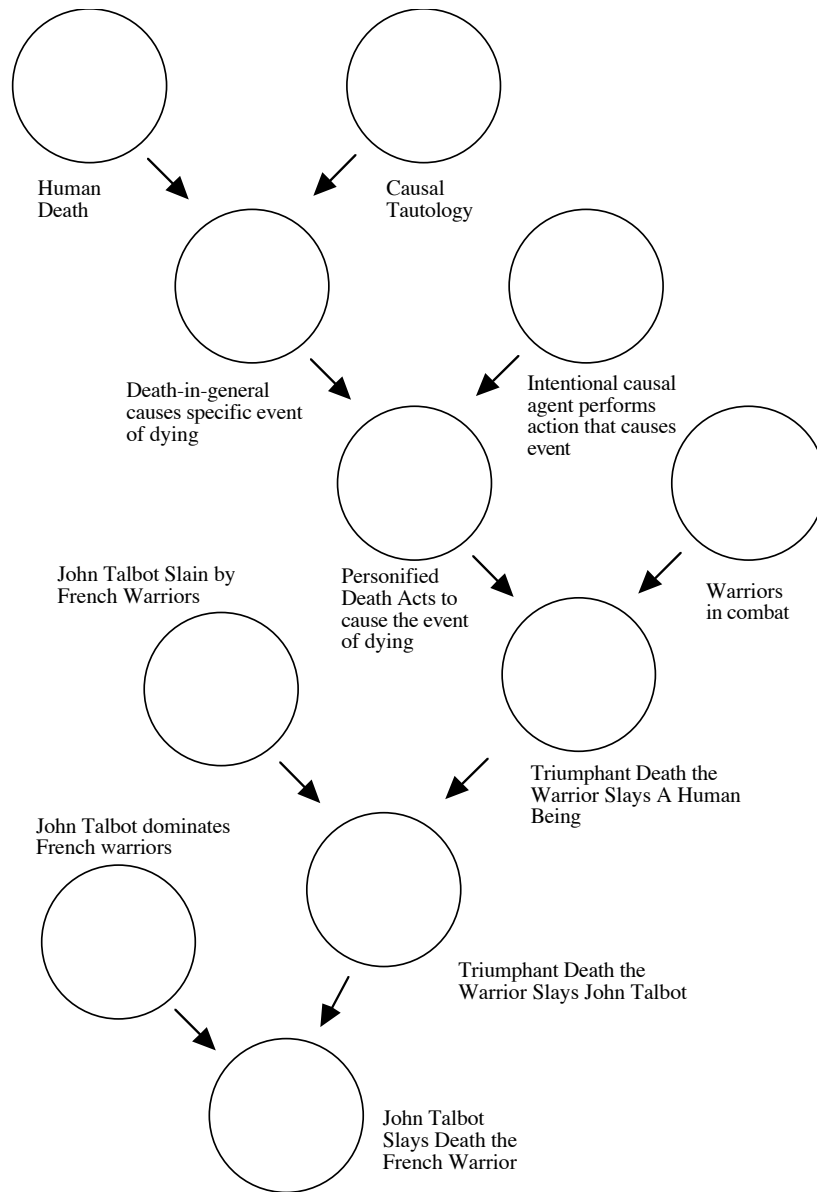 Human
Death
Causal
Tautology
Death-in-general
causes specific event
of dying
Intentional causal
agent performs
action that causes
event
John Talbot Slain by
French Warriors
Personified
Death Acts to
cause the event
of dying
Warriors
in combat
Triumphant Death the
Warrior Slays A Human
Being
John Talbot dominates
French warriors
Triumphant Death the
Warrior Slays John Talbot
John Talbot
Slays Death the
French Warrior